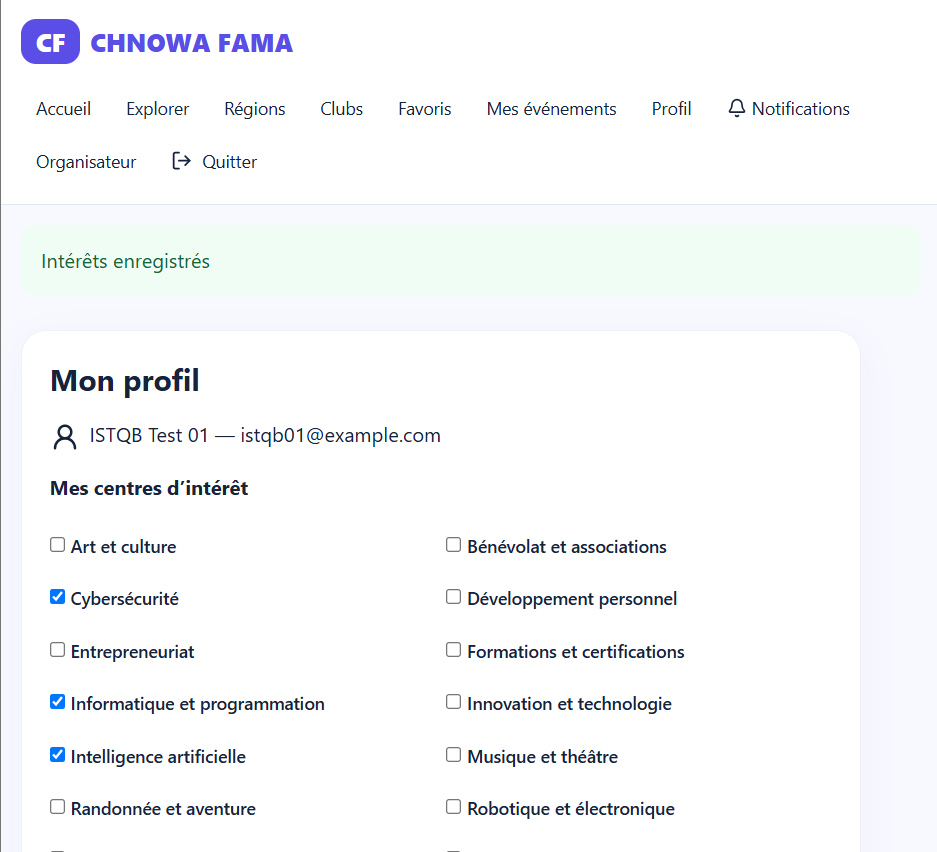 CF CHNOWA FAMA
Accueil Explorer Régions Clubs Favoris Mes événements Profil Notifications
Organisateur Quitter
Intérêts enregistrés
Mon profil
ISTQB Test 01 — istqb01@example.com
Mes centres d’intérêt
Art et culture Bénévolat et associations
Cybersécurité Développement personnel
Entrepreneuriat Formations et certifications
Informatique et programmation Innovation et technologie
Intelligence artificielle Musique et théâtre
Randonnée et aventure Robotique et électronique